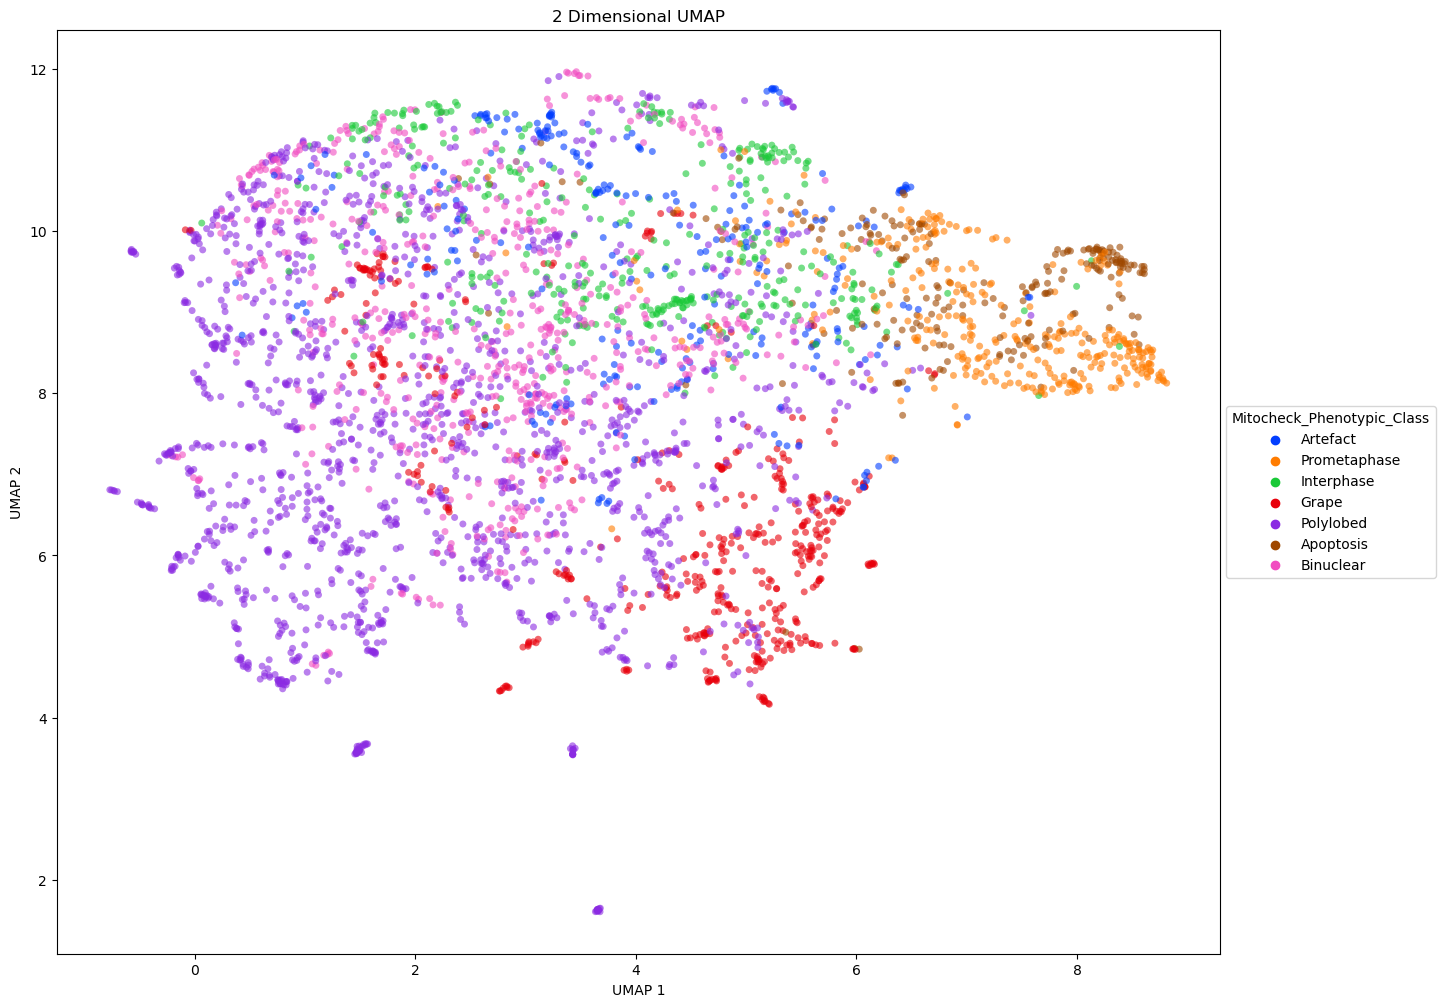 2 Dimensional UMAP
12
10
8
6
4
2
UMAP 2
0
2
4
6
8
UMAP 1
Mitocheck_Phenotypic_Class
Artefact
Prometaphase
Interphase
Grape
Polylobed
Apoptosis
Binuclear